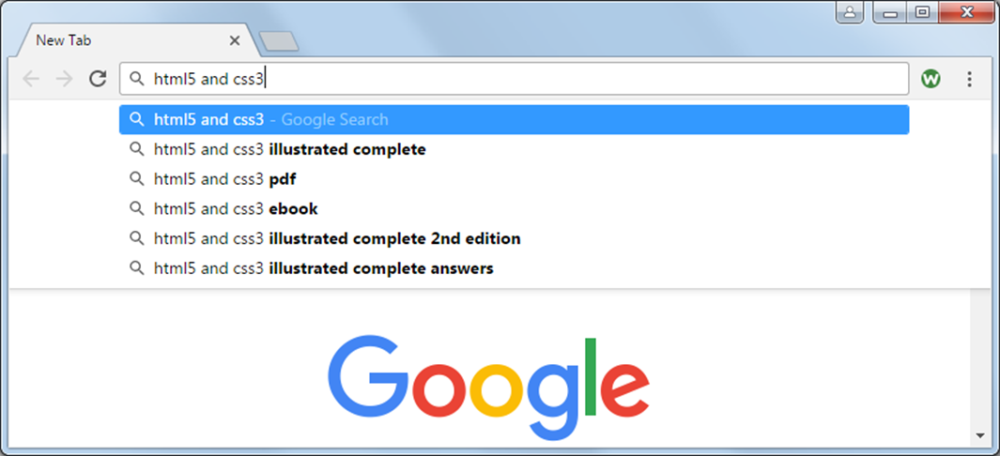 New Tab
html5 and css3
html5 and css3 - Google Search
html5 and css3 illustrated complete
html5 and css3 pdf
html5 and css3 ebook
html5 and css3 illustrated complete 2nd edition
html5 and css3 illustrated complete answers
Google